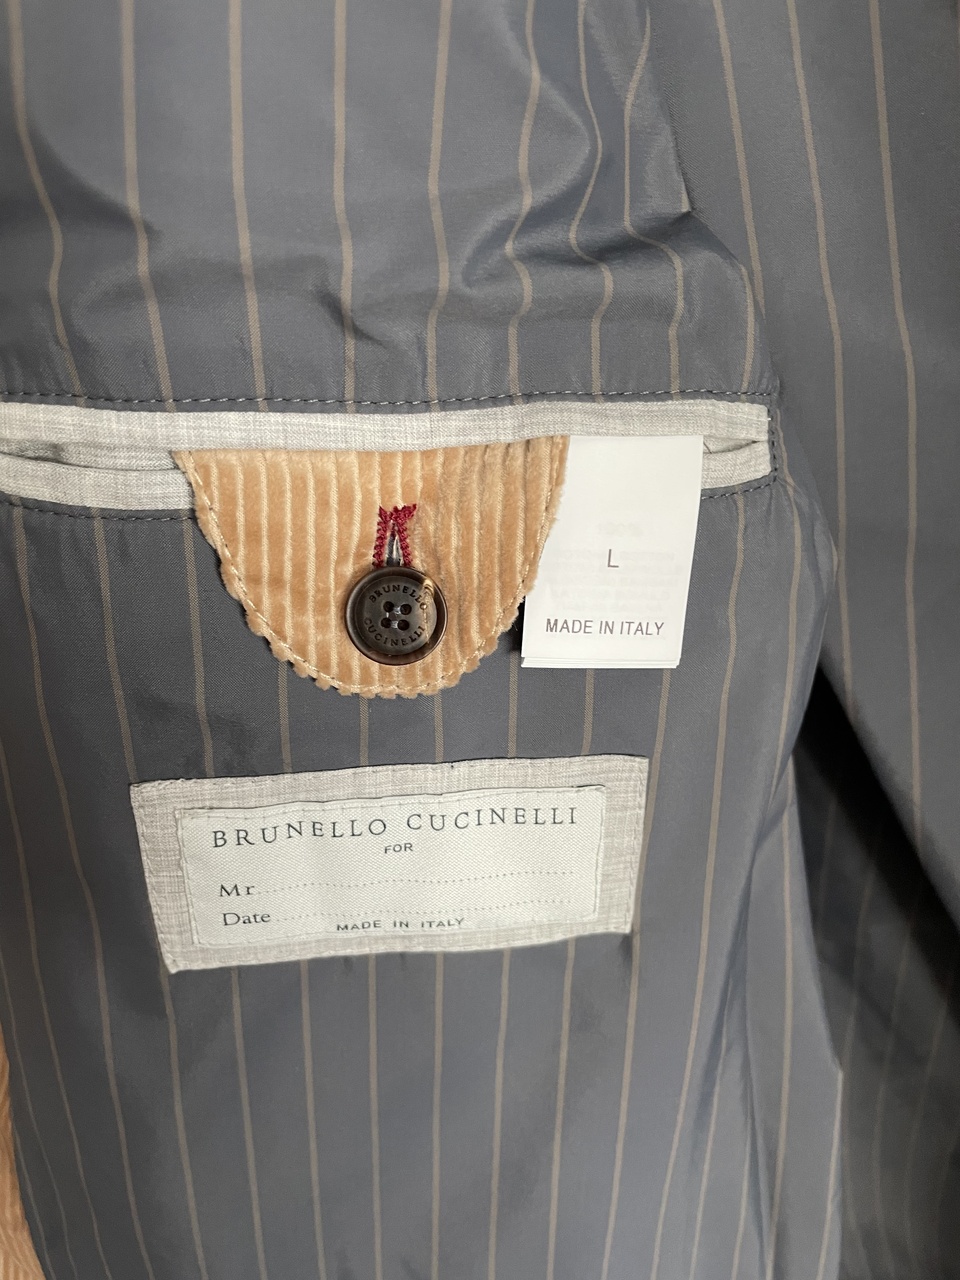 L
MADE IN ITALY
BRUNELLO
CUCINELLI
BRUNELLO CUCINELLI
FOR
Mr
Date
MADE IN ITALY